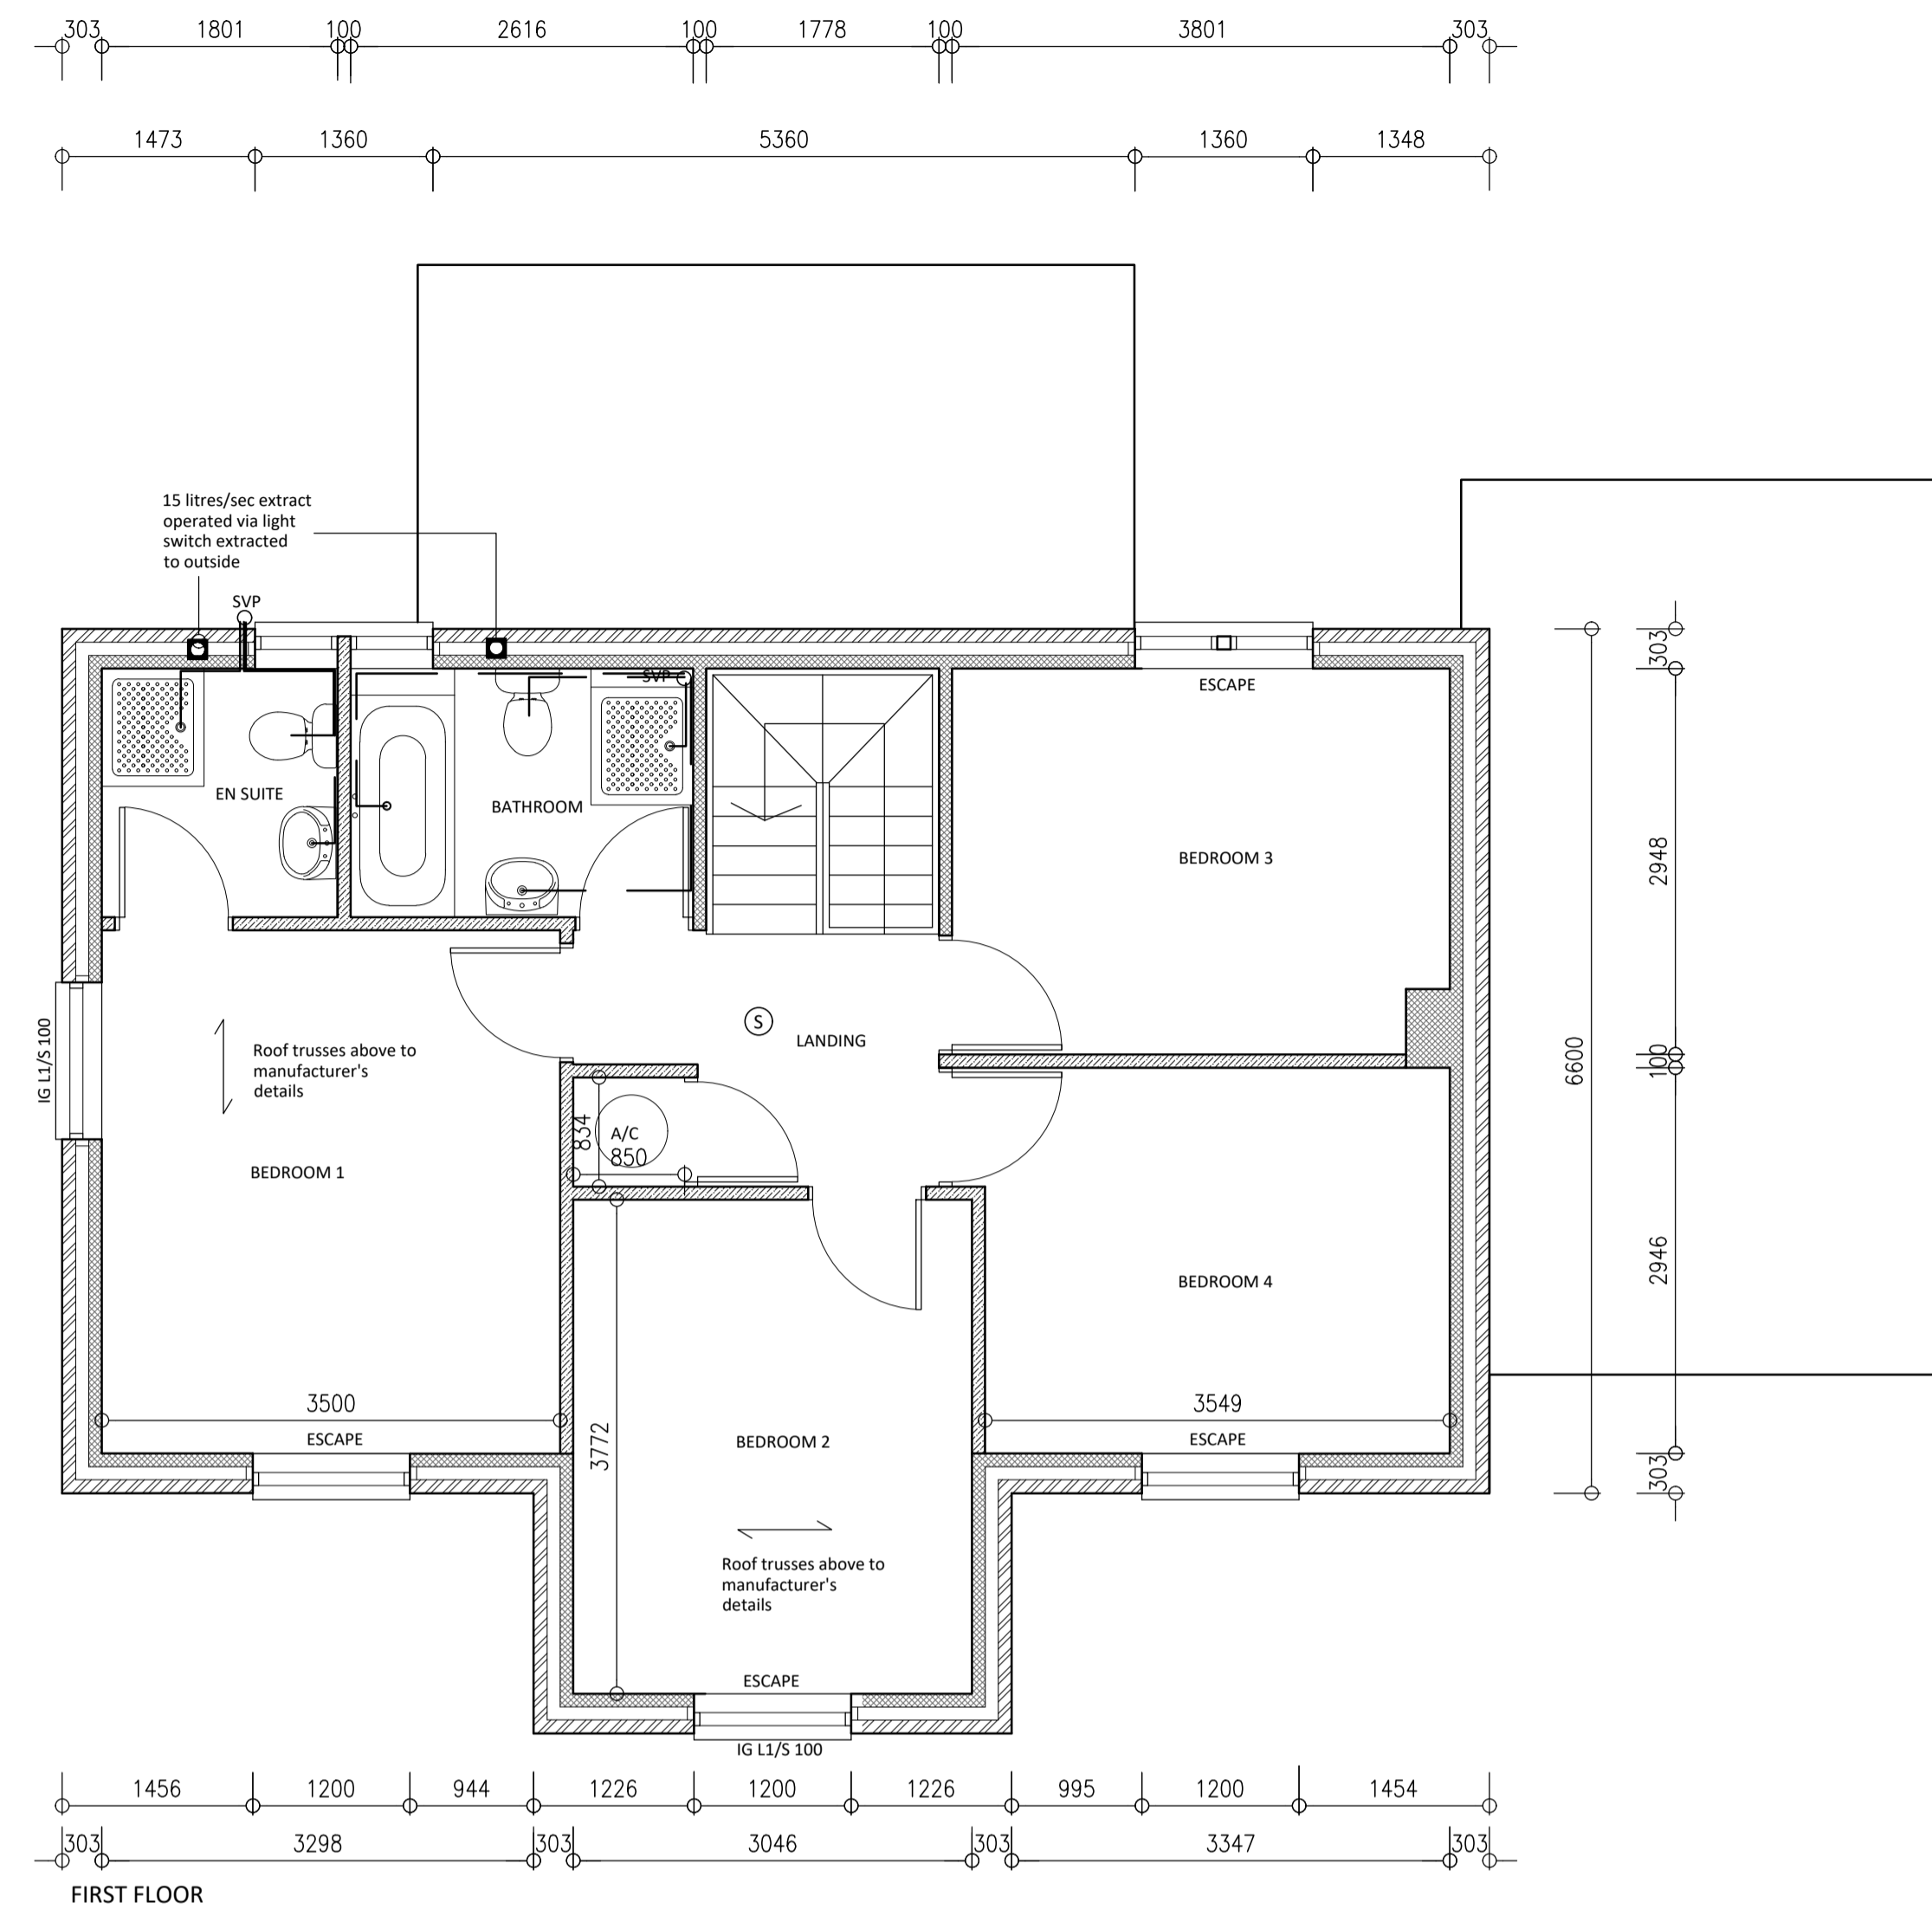 303 1801 100 2616 100 1778 100 3801 303
1473 1360 5360 1360 1348
15 litres/sec extract
operated via light
switch extracted
to outside
SVP
SVP
ESCAPE
EN SUITE
BATHROOM
BEDROOM 3
303
2948
100
2946
303
6600
IG L1/S 100
Roof trusses above to
manufacturer's
details
S
LANDING
834
A/C
850
BEDROOM 1
BEDROOM 4
3500
ESCAPE
3772
BEDROOM 2
3549
ESCAPE
Roof trusses above to
manufacturer's
details
ESCAPE
IG L1/S 100
1456 1200 944 1226 1200 1226 995 1200 1454
303 3298 303 3046 303 3347 303
FIRST FLOOR